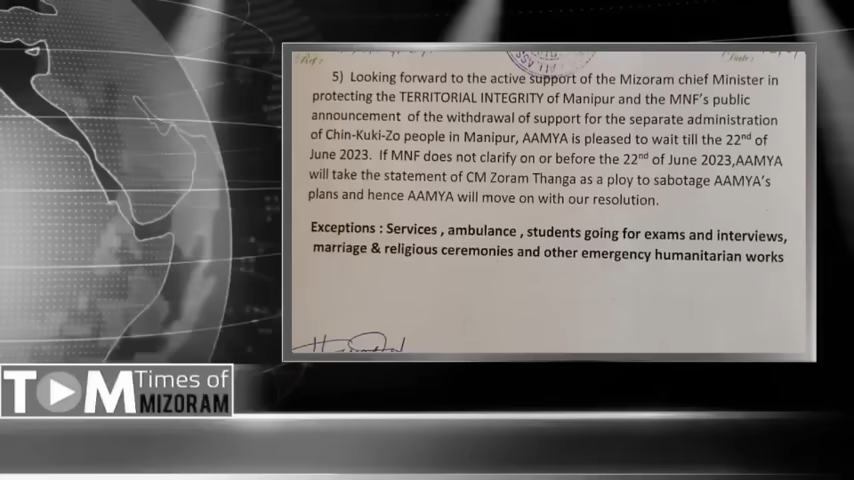 5) Looking forward to the active support of the Mizoram chief Minister in
protecting the TERRITORIAL INTEGRITY of Manipur and the MNF's public
announcement of the withdrawal of support for the separate administration
of Chin-Kuki-Zo people in Manipur, AAMYA is pleased to wait till the 22nd of
June 2023. If MNF does not clarify on or before the 22nd of June 2023,AAMYA
will take the statement of CM Zoram Thanga as a ploy to sabotage AAMYA's
plans and hence AAMYA will move on with our resolution.
Exceptions : Services , ambulance , students going for exams and interviews,
marriage & religious ceremonies and other emergency humanitarian works
TOM Times of
MIZORAM